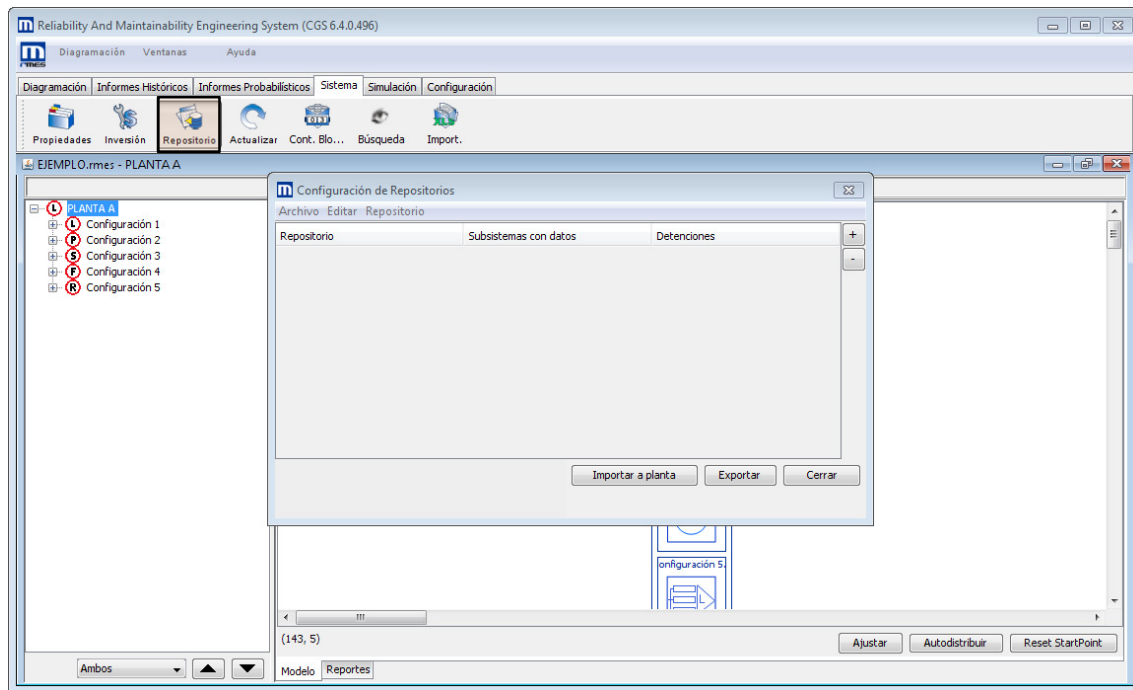 Reliability And Maintainability Engineering System (CGS 6.4.0.496)
rmes
Diagramación Ventanas Ayuda
Diagramación Informes Históricos Informes Probabilísticos Sistema Simulación Configuración
Propiedades Inversión Repositorio Actualizar Cont. Blo... Búsqueda Import.
EJEMPLO.rmes - PLANTA A
Configuración de Repositorios
Archivo Editar Repositorio
Repositorio Subsistemas con datos Detenciones +
-
L PLANTA A
L Configuración 1
P Configuración 2
S Configuración 3
F Configuración 4
R Configuración 5
Importar a planta Exportar Cerrar
onfiguración 5.
L
(143, 5)
Ajustar Autodistribuir Reset StartPoint
Ambos
Modelo Reportes